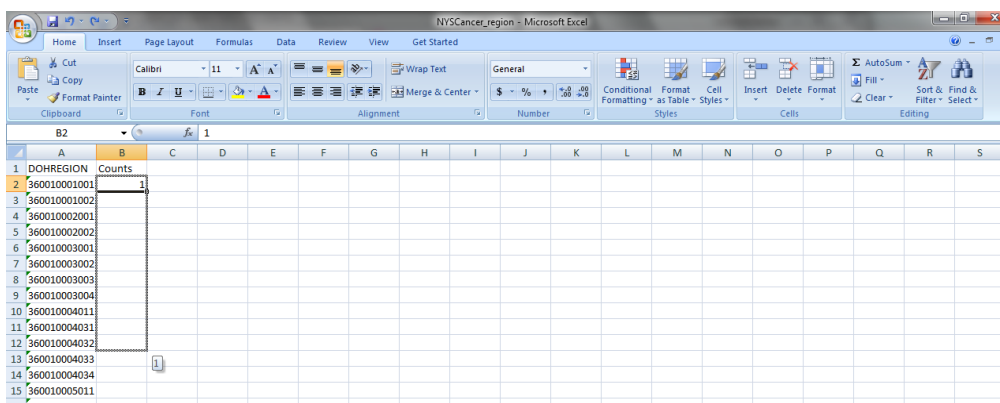 NYSCancer_region - Microsoft Excel
Home Insert Page Layout Formulas Data Review View Get Started
Paste
Cut
Copy
Format Painter
Clipboard
Calibri 11 A A
B I U A
Font
Wrap Text
Merge & Center
Alignment
General
$ % , .0 .00 .00 .0
Number
Conditional Formatting
Format as Table
Cell Styles
Styles
Insert Delete Format
Cells
Σ AutoSum
Fill
Clear
Sort & Filter
Find & Select
Editing
B2 fx 1
A B C D E F G H I J K L M N O P Q R S
1 DOHREGION Counts
2 360010001001 1
3 360010001002
4 360010002001
5 360010002002
6 360010003001
7 360010003002
8 360010003003
9 360010003004
10 360010004011
11 360010004031
12 360010004032
13 360010004033 1
14 360010004034
15 360010005011